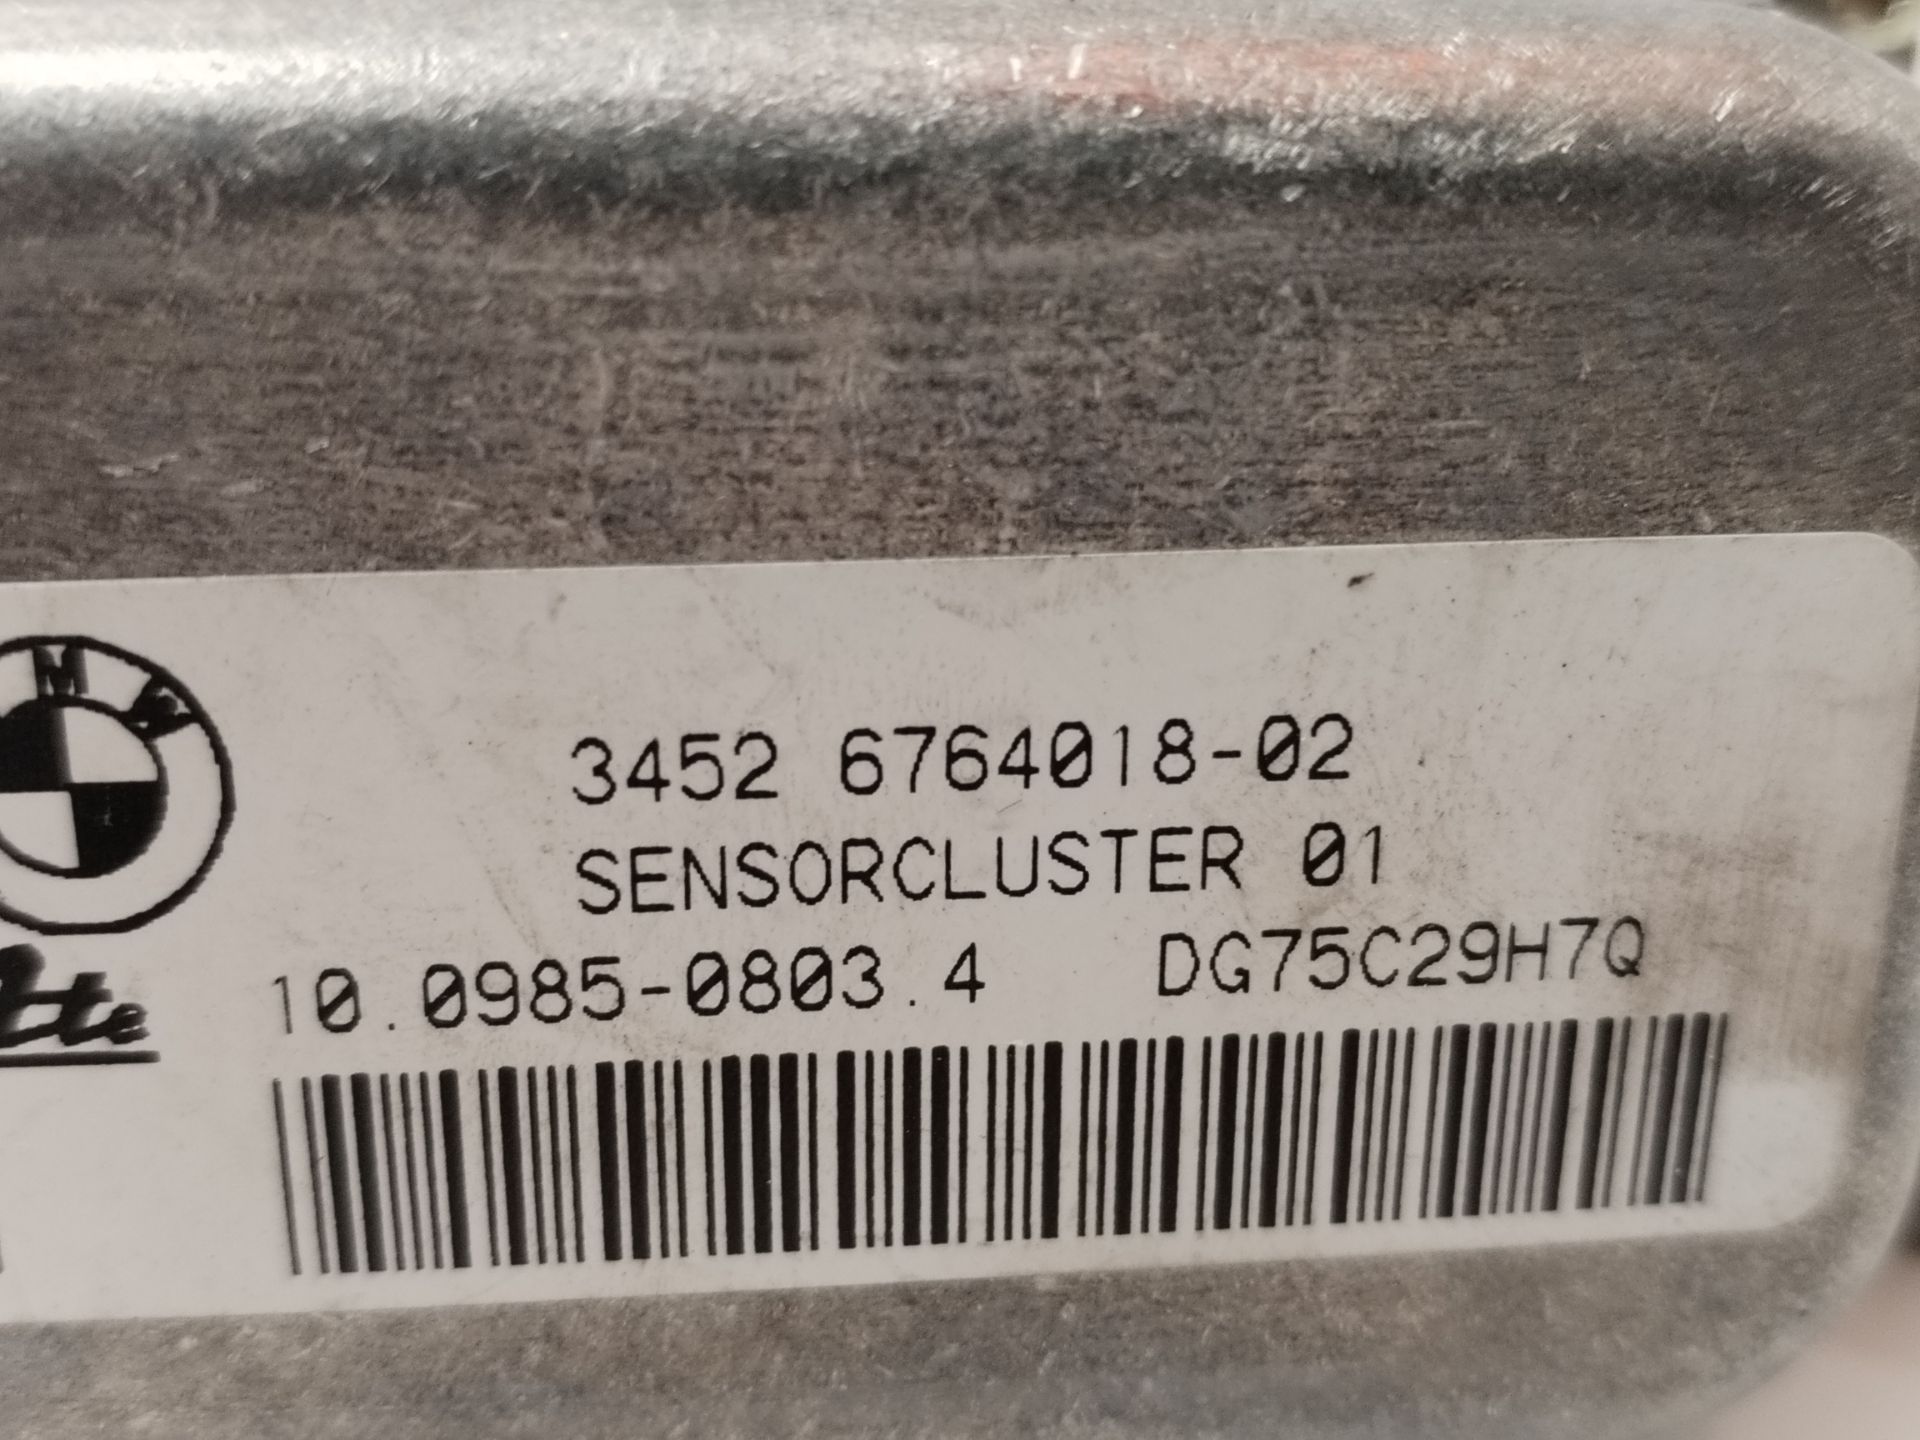 M
3452 6764018-02
SENSORCLUSTER 01
10.0985-0803.4 DG75C29H7Q